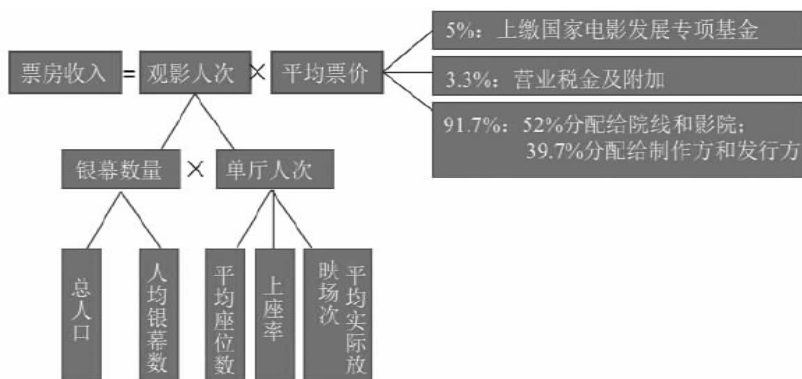 票房收入=观影人次×平均票价
5%：上缴国家电影发展专项基金
3.3%：营业税金及附加
91.7%：52%分配给院线和影院；
39.7%分配给制作方和发行方
银幕数量×单厅人次
总人口
人均银幕数
平均座位数
上座率
平均实际放
映场次